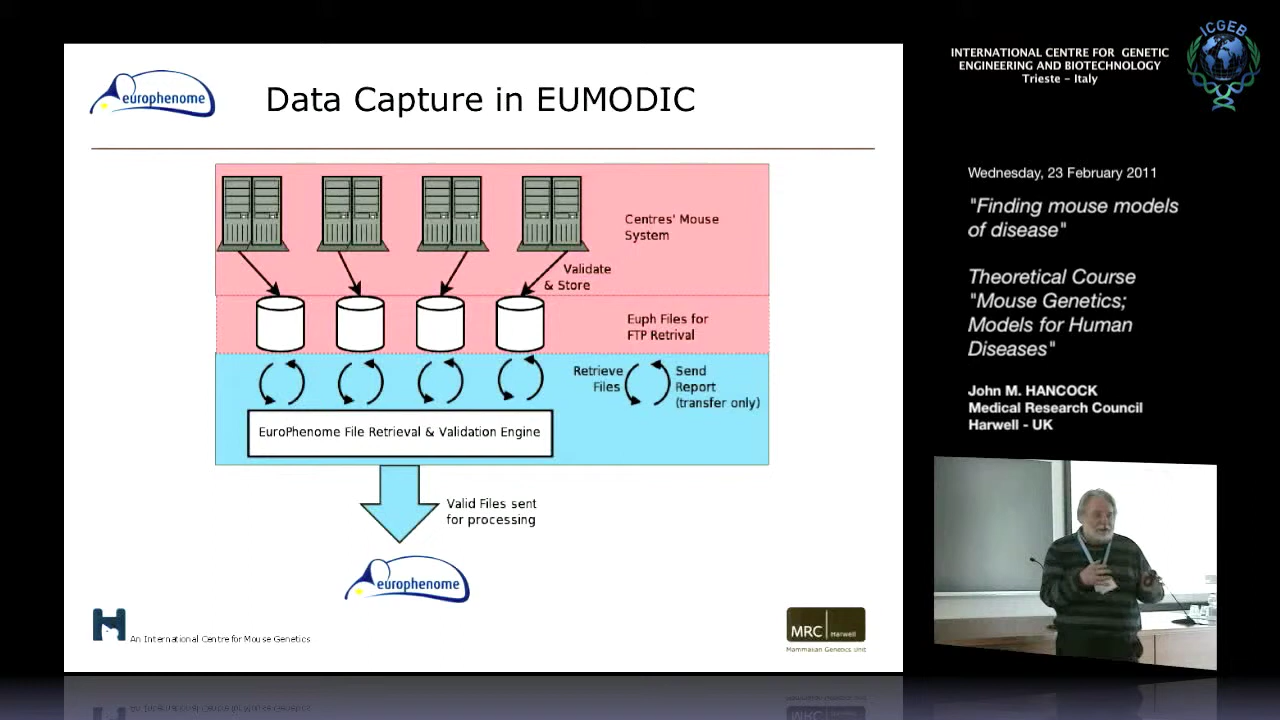 europhenome
Data Capture in EUMODIC
Centres' Mouse
System
Validate
& Store
Euph Files for
FTP Retrival
Retrieve
Files
Send
Report
(transfer only)
EuroPhenome File Retrieval & Validation Engine
Valid Files sent
for processing
europhenome
An International Centre for Mouse Genetics
MRC Harwell
Mammalian Genetics Unit
INTERNATIONAL CENTRE FOR GENETIC
ENGINEERING AND BIOTECHNOLOGY
Trieste - Italy
ICGEB
Wednesday, 23 February 2011
"Finding mouse models
of disease"
Theoretical Course
"Mouse Genetics;
Models for Human
Diseases"
John M. HANCOCK
Medical Research Council
Harwell - UK